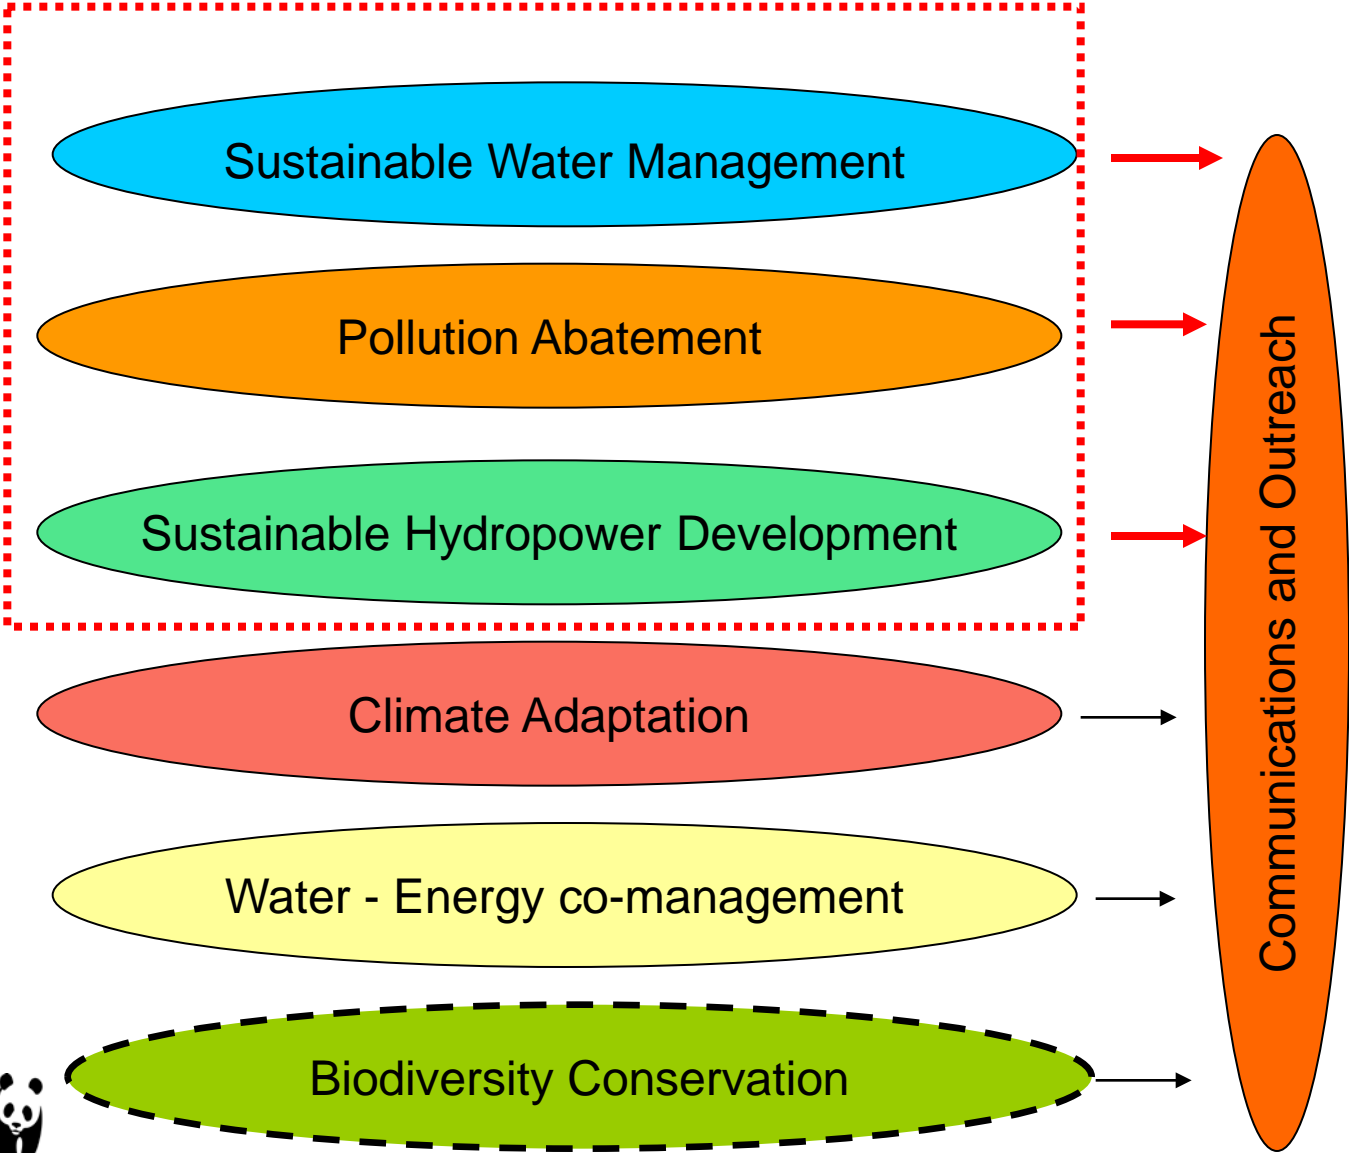 Sustainable Water Management
Pollution Abatement
Sustainable Hydropower Development
Climate Adaptation
Water - Energy co-management
Biodiversity Conservation
Communications and Outreach